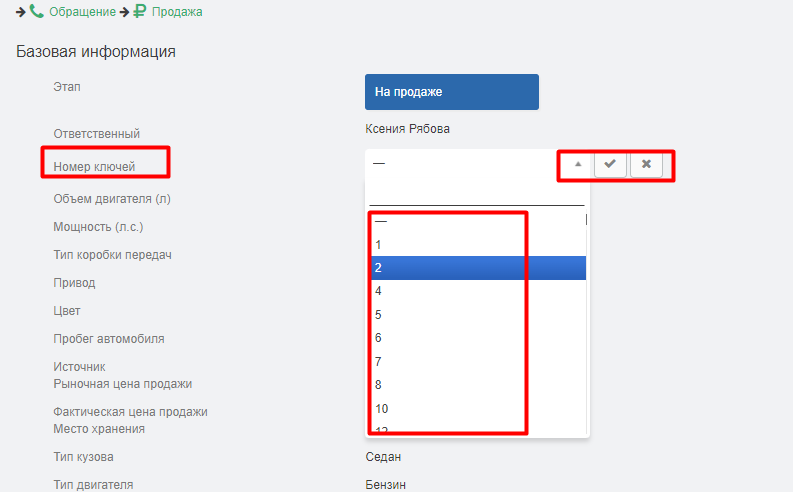 Обращение Продажа
Базовая информация
Этап
На продаже
Ответственный
Ксения Рябова
Номер ключей
—
Объем двигателя (л)
—
Мощность (л.с.)
1
Тип коробки передач
2
Привод
4
Цвет
5
Пробег автомобиля
6
Источник
7
Рыночная цена продажи
8
Фактическая цена продажи
10
Место хранения
12
Тип кузова
Седан
Тип двигателя
Бензин